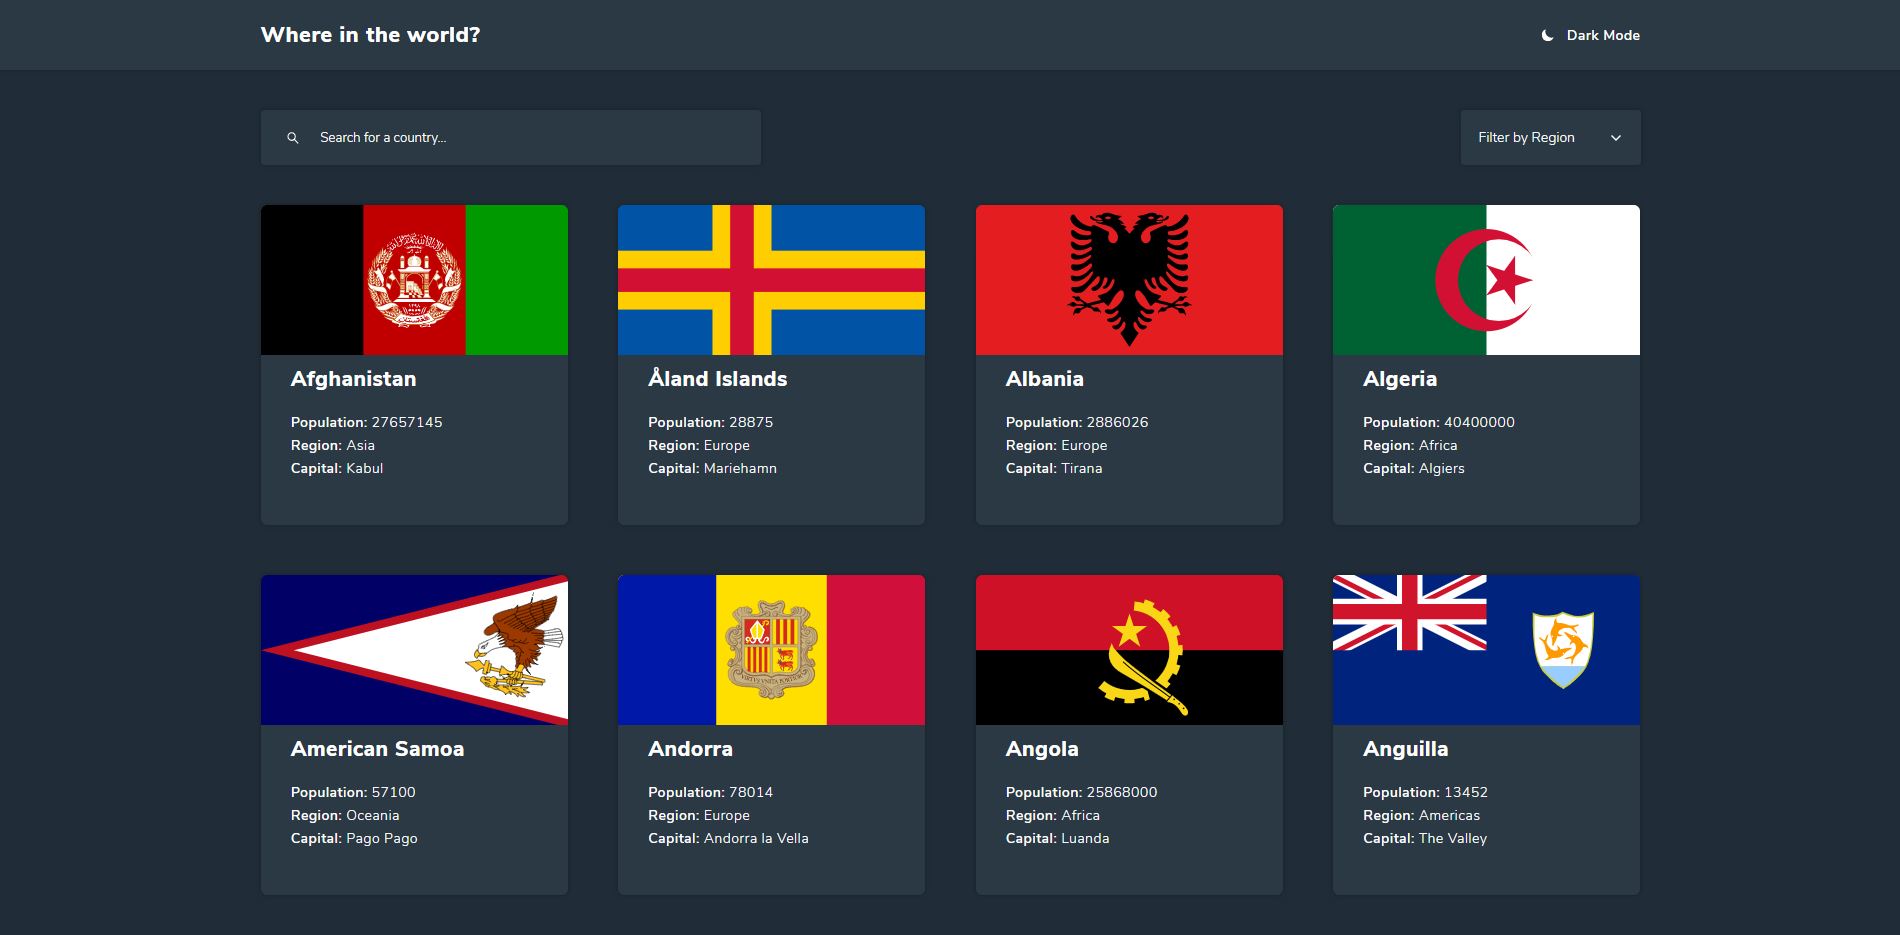 Where in the world?
Dark Mode
Search for a country...
Filter by Region
Afghanistan
Population: 27657145
Region: Asia
Capital: Kabul
Åland Islands
Population: 28875
Region: Europe
Capital: Mariehamn
Albania
Population: 2886026
Region: Europe
Capital: Tirana
Algeria
Population: 40400000
Region: Africa
Capital: Algiers
American Samoa
Population: 57100
Region: Oceania
Capital: Pago Pago
VIRTVS VNITA FORTIOR
Andorra
Population: 78014
Region: Europe
Capital: Andorra la Vella
Angola
Population: 25868000
Region: Africa
Capital: Luanda
Anguilla
Population: 13452
Region: Americas
Capital: The Valley